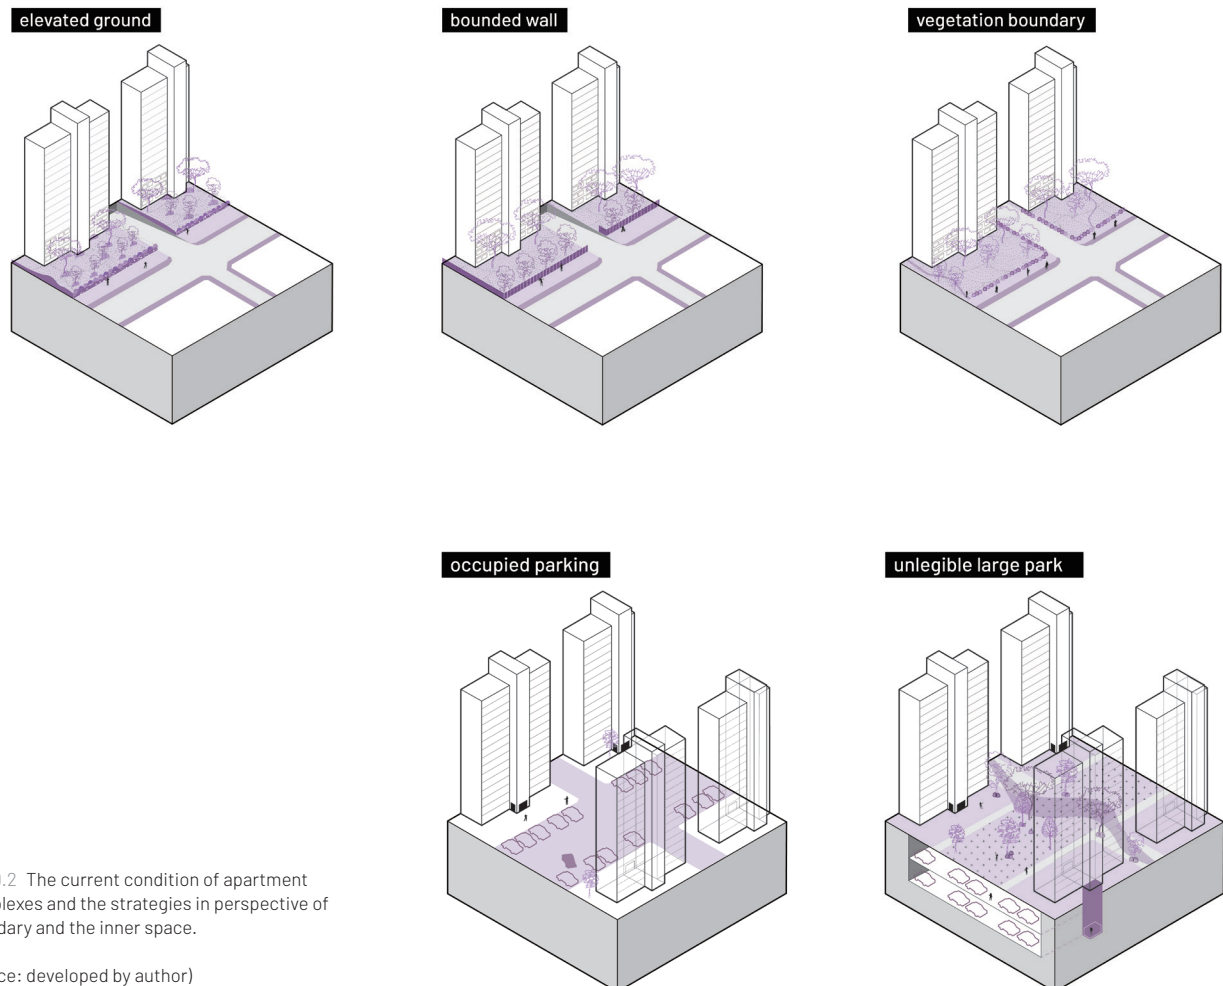 elevated ground
bounded wall
vegetation boundary
occupied parking
unlegible large park
.2 The current condition of apartment
and the strategies in perspective of
and the inner space.
developed by author)